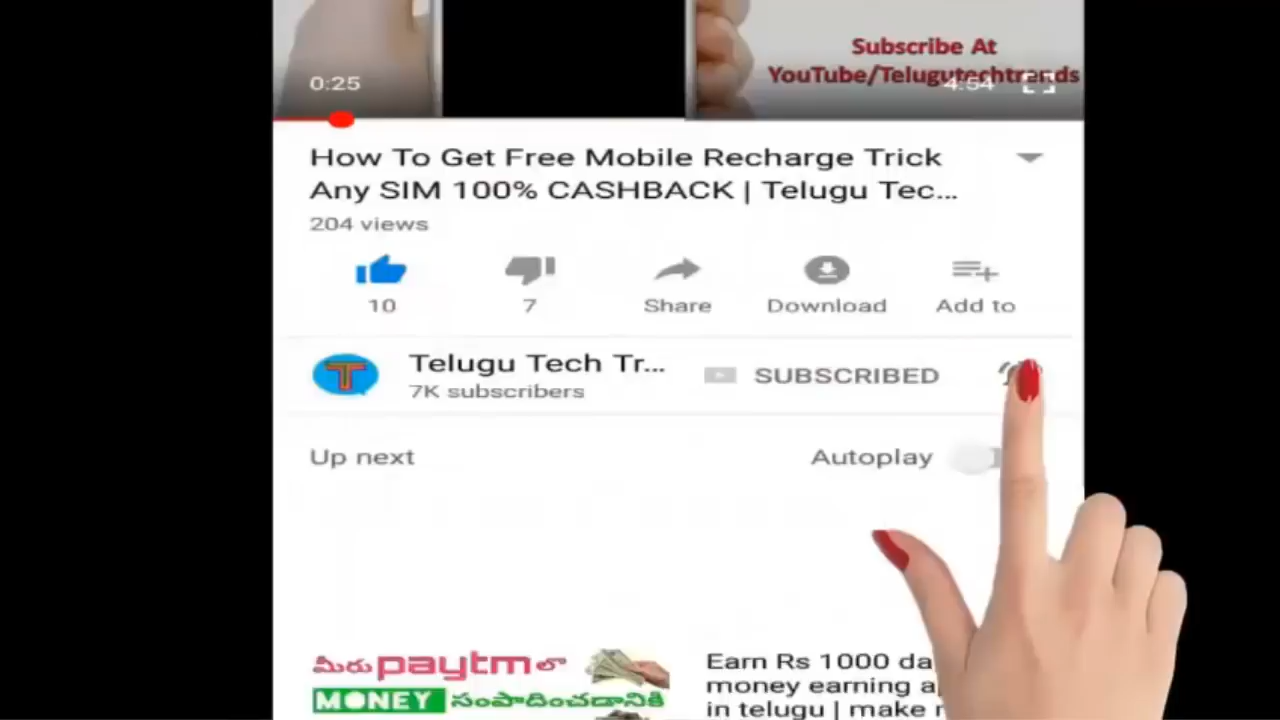 Subscribe At
YouTube/Telugutechtrends
0:25
4:54
How To Get Free Mobile Recharge Trick
Any SIM 100% CASHBACK | Telugu Tec...
204 views
10
7
Share
Download
Add to
T
Telugu Tech Tr...
7K subscribers
SUBSCRIBED
Up next
Autoplay
మీరు paytm లో
MONEY సంపాదించడానికి
Earn Rs 1000 da
money earning a
in telugu | make